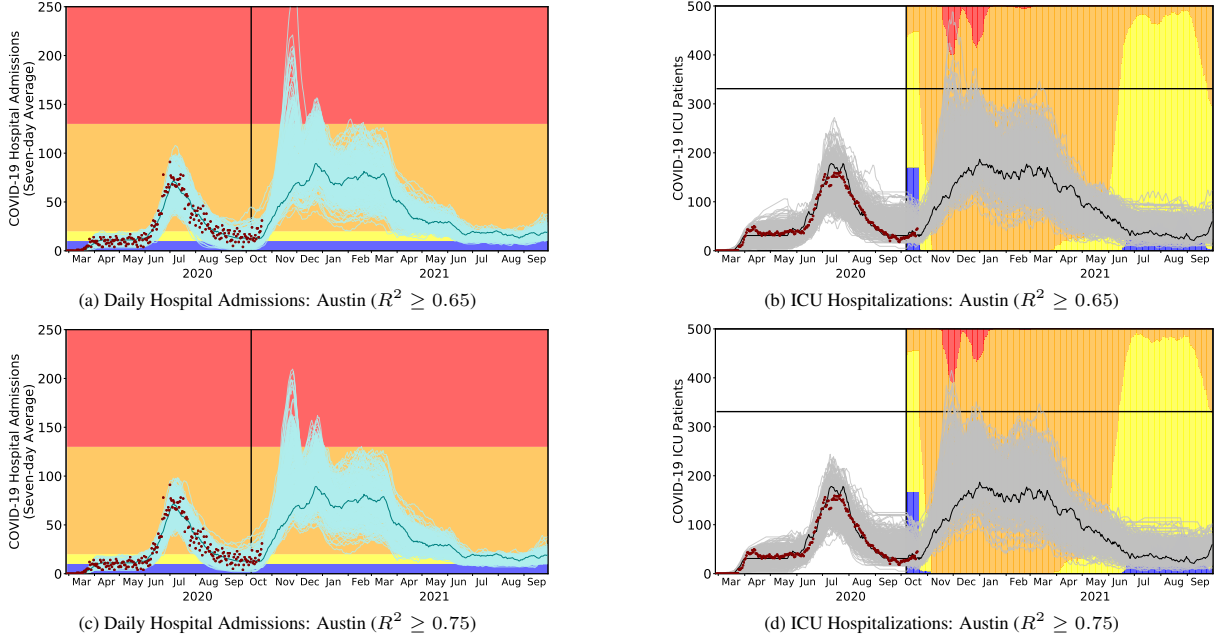 250
200
150
100
50
0
COVID-19 Hospital Admissions
(Seven-day Average)
Mar Apr May Jun Jul Aug Sep Oct Nov Dec Jan Feb Mar Apr May Jun Jul Aug Sep
2020 2021
(a) Daily Hospital Admissions: Austin (R² ≥ 0.65)
500
400
300
200
100
0
COVID-19 ICU Patients
Mar Apr May Jun Jul Aug Sep Oct Nov Dec Jan Feb Mar Apr May Jun Jul Aug Sep
2020 2021
(b) ICU Hospitalizations: Austin (R² ≥ 0.65)
250
200
150
100
50
0
COVID-19 Hospital Admissions
(Seven-day Average)
Mar Apr May Jun Jul Aug Sep Oct Nov Dec Jan Feb Mar Apr May Jun Jul Aug Sep
2020 2021
(c) Daily Hospital Admissions: Austin (R² ≥ 0.75)
500
400
300
200
100
0
COVID-19 ICU Patients
Mar Apr May Jun Jul Aug Sep Oct Nov Dec Jan Feb Mar Apr May Jun Jul Aug Sep
2020 2021
(d) ICU Hospitalizations: Austin (R² ≥ 0.75)